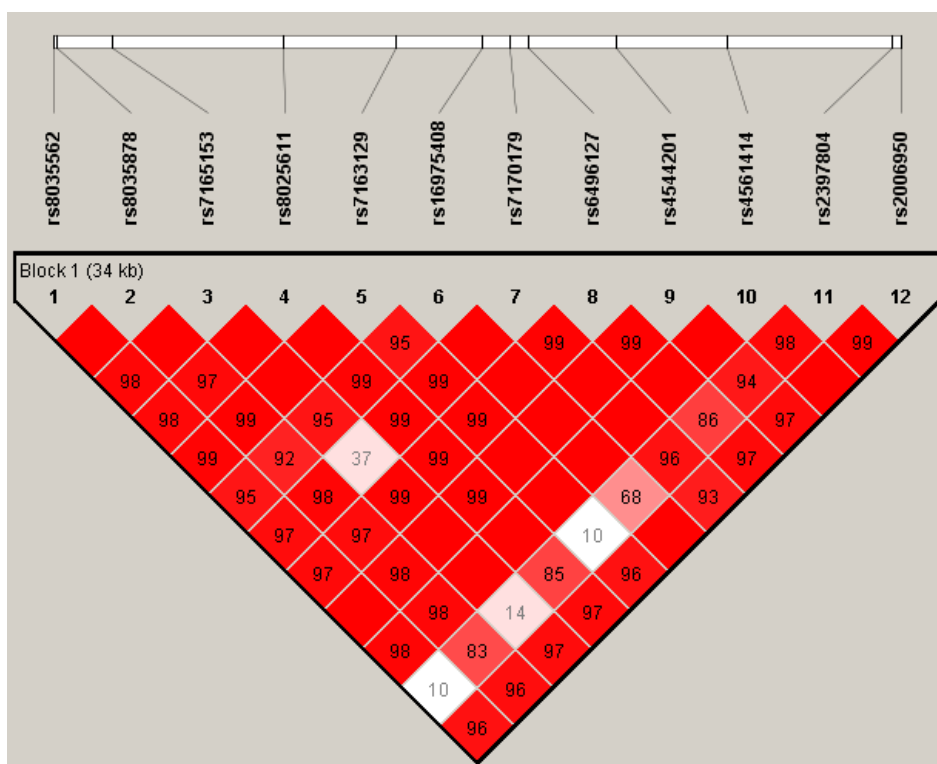 rs8035562
rs8035878
rs7165153
rs8025611
rs7163129
rs16975408
rs7170179
rs6496127
rs4544201
rs4561414
rs2397804
rs2006950
Block 1 (34 kb)
1 2 3 4 5 6 7 8 9 10 11 12
95 99 99 98 99
98 97 99 99 94
98 99 95 99 99 86 97
99 92 37 99 96 97
95 98 99 99 68 93
97 97 10
97 98 85 96
98 14 97
98 83 97
10 96
96